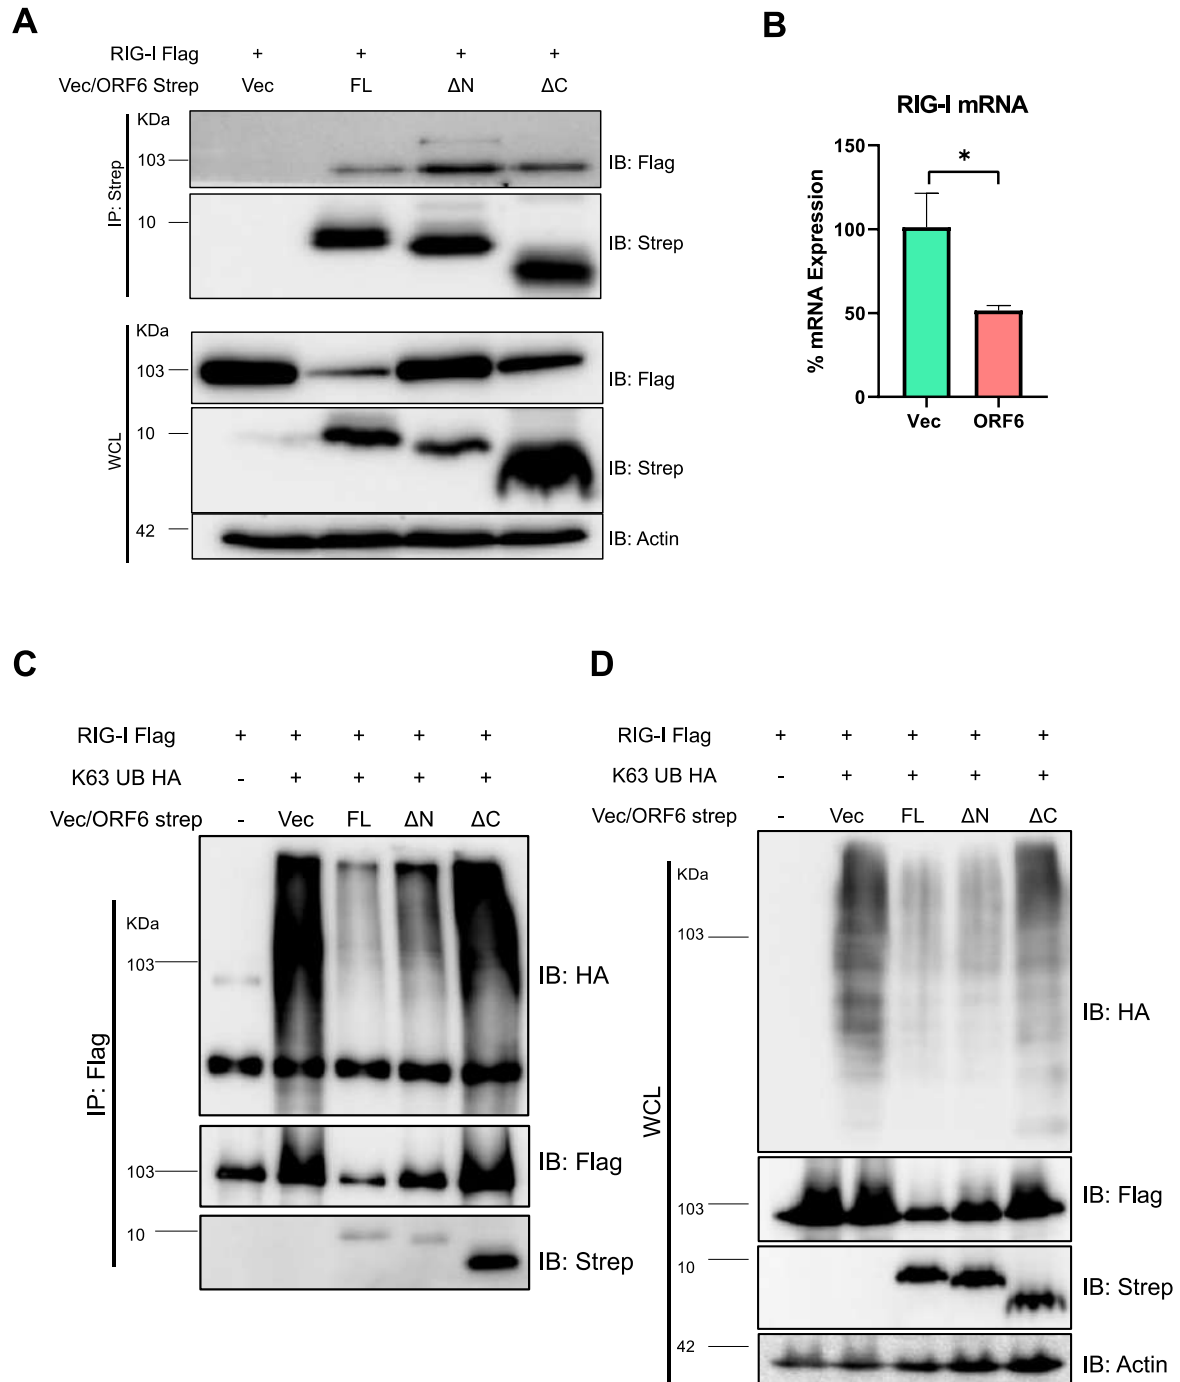 A
RIG-I Flag + + + +
Vec/ORF6 Strep Vec FL ΔN ΔC
IP: Strep
KDa
103
IB: Flag
10
IB: Strep
WCL
KDa
103
IB: Flag
10
IB: Strep
42
IB: Actin
B
RIG-I mRNA
% mRNA Expression
150
100
50
0
*
Vec ORF6
C
RIG-I Flag + + + + +
K63 UB HA - + + + +
Vec/ORF6 strep - Vec FL ΔN ΔC
IP: Flag
KDa
103
IB: HA
103
IB: Flag
10
IB: Strep
D
RIG-I Flag + + + + +
K63 UB HA - + + + +
Vec/ORF6 strep - Vec FL ΔN ΔC
WCL
KDa
103
IB: HA
103
IB: Flag
10
IB: Strep
42
IB: Actin